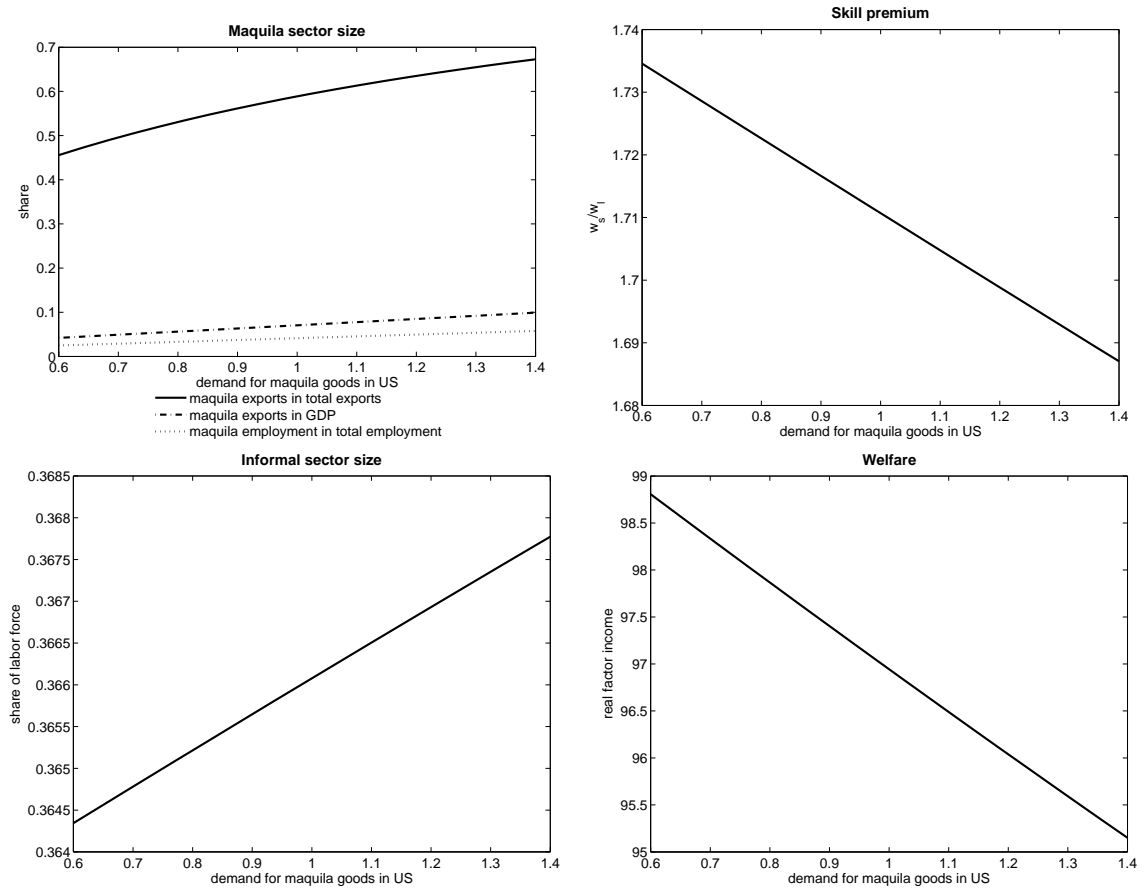 Maquila sector size
0.7
0.6
0.5
0.4
0.3
0.2
0.1
0
share
0.6 0.7 0.8 0.9 1 1.1 1.2 1.3 1.4
demand for maquila goods in US
maquila exports in total exports
maquila exports in GDP
maquila employment in total employment
Skill premium
1.74
1.73
1.72
1.71
1.7
1.69
1.68
w_s/w_l
0.6 0.7 0.8 0.9 1 1.1 1.2 1.3 1.4
demand for maquila goods in US
Informal sector size
0.3685
0.368
0.3675
0.367
0.3665
0.366
0.3655
0.365
0.3645
0.364
share of labor force
0.6 0.7 0.8 0.9 1 1.1 1.2 1.3 1.4
demand for maquila goods in US
Welfare
99
98.5
98
97.5
97
96.5
96
95.5
95
real factor income
0.6 0.7 0.8 0.9 1 1.1 1.2 1.3 1.4
demand for maquila goods in US